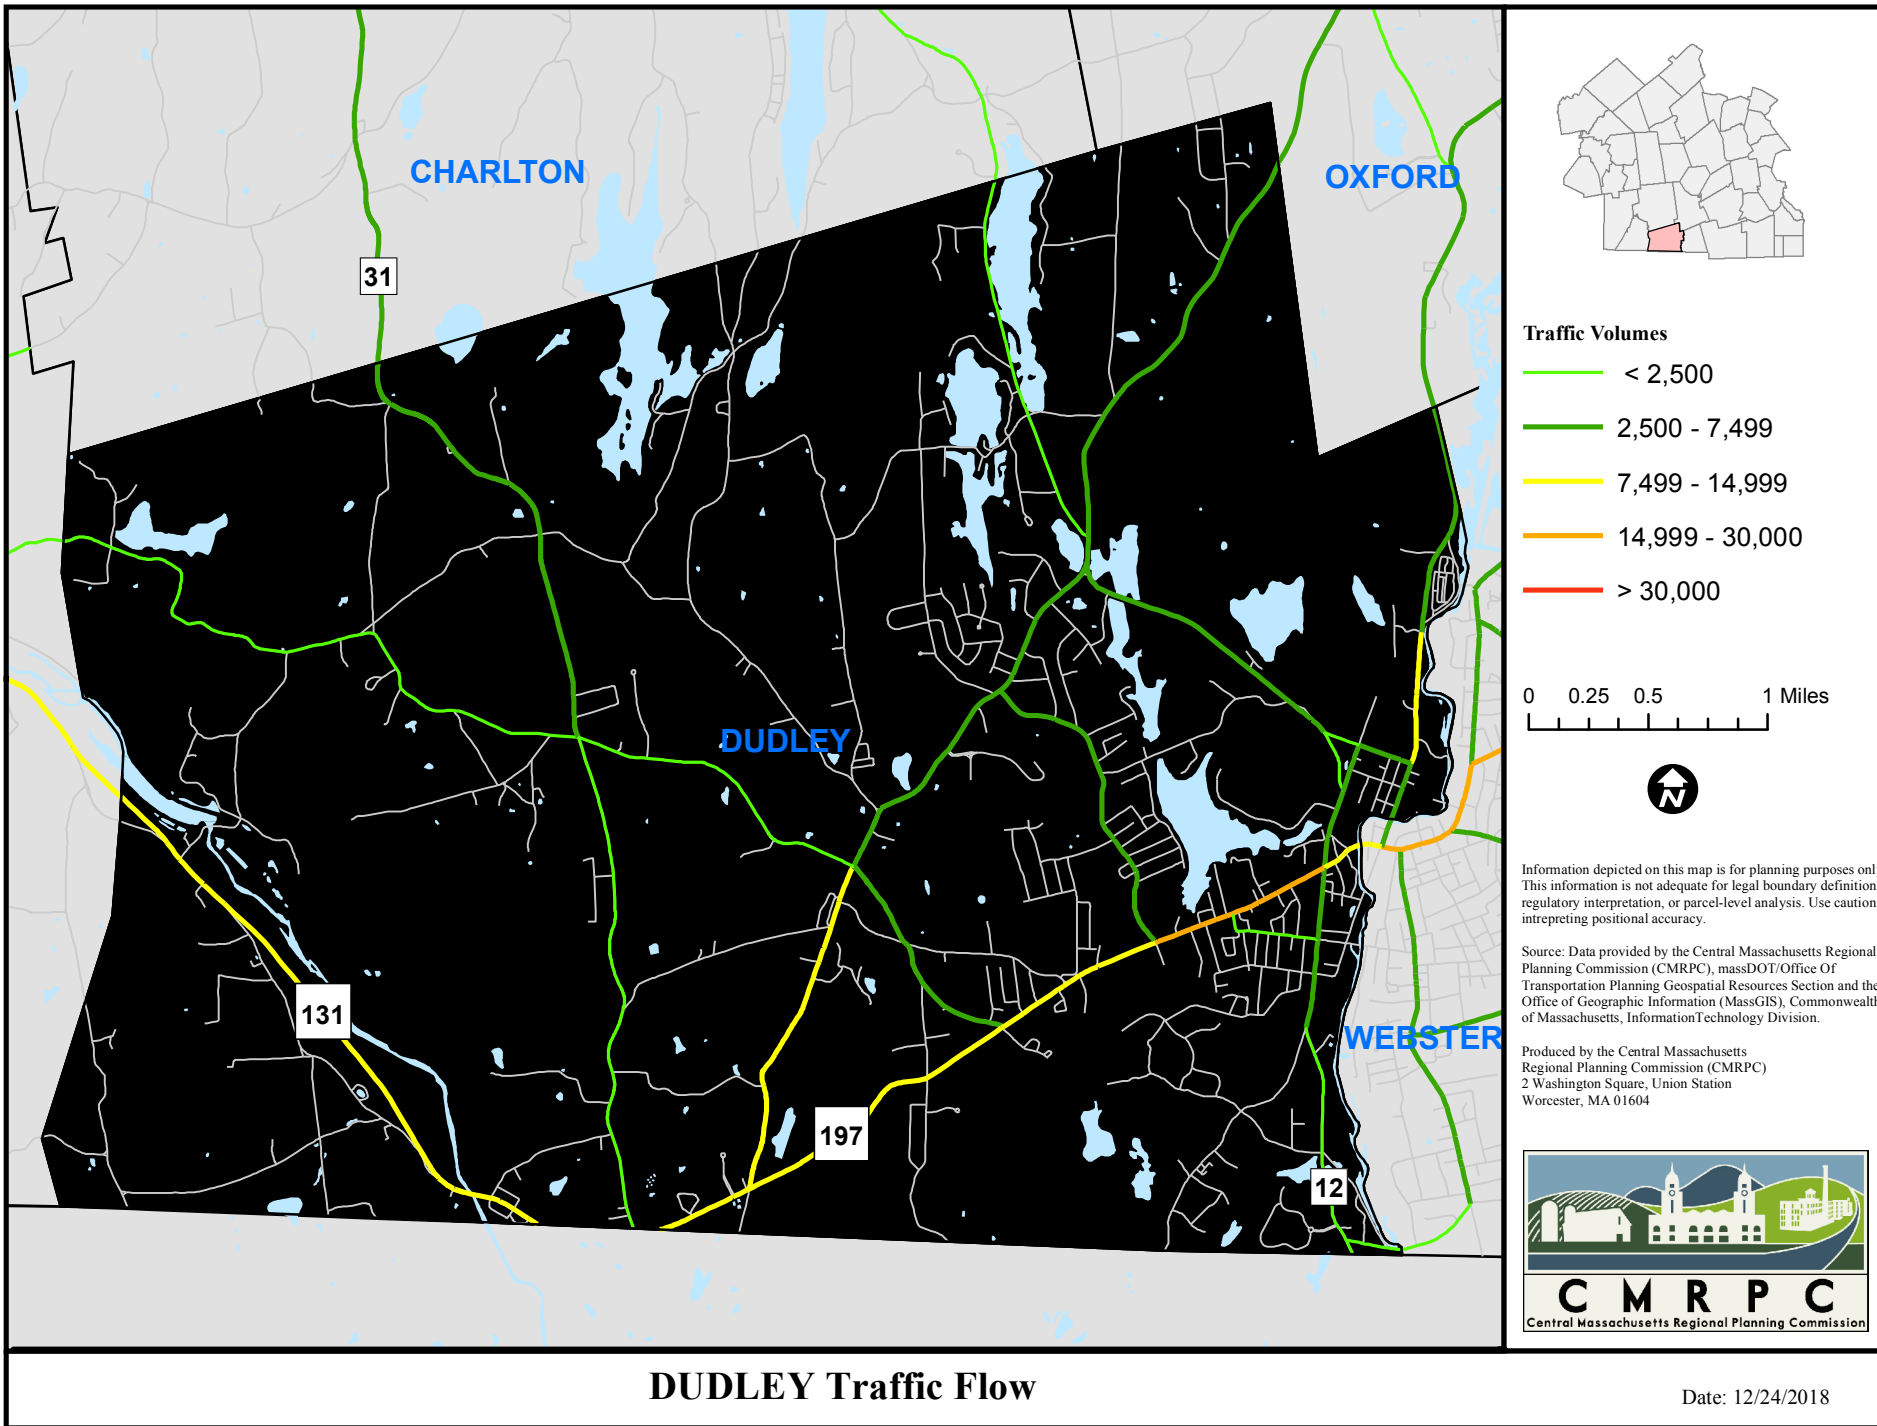 CHARLTON
OXFORD
31
DUDLEY
131
WEBSTER
197
12
Traffic Volumes
< 2,500
2,500 - 7,499
7,499 - 14,999
14,999 - 30,000
> 30,000
0 0.25 0.5 1 Miles
N
Information depicted on this map is for planning purposes onl
This information is not adequate for legal boundary definition
regulatory interpretation, or parcel-level analysis. Use caution
intrepreting positional accuracy.
Source: Data provided by the Central Massachusetts Regional
Planning Commission (CMRPC), massDOT/Office Of
Transportation Planning Geospatial Resources Section and the
Office of Geographic Information (MassGIS), Commonwealth
of Massachusetts, InformationTechnology Division.
Produced by the Central Massachusetts
Regional Planning Commission (CMRPC)
2 Washington Square, Union Station
Worcester, MA 01604
C M R P C
Central Massachusetts Regional Planning Commission
DUDLEY Traffic Flow
Date: 12/24/2018